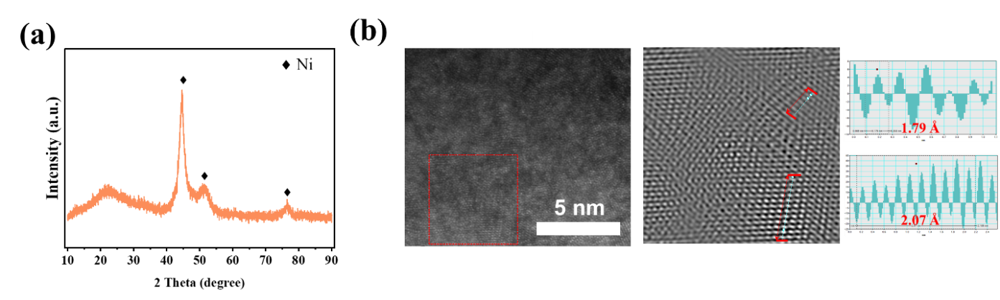 (a)
Ni
Intensity (a.u.)
10 20 30 40 50 60 70 80 90
2 Theta (degree)
(b)
5 nm
1.79 Å
2.07 Å